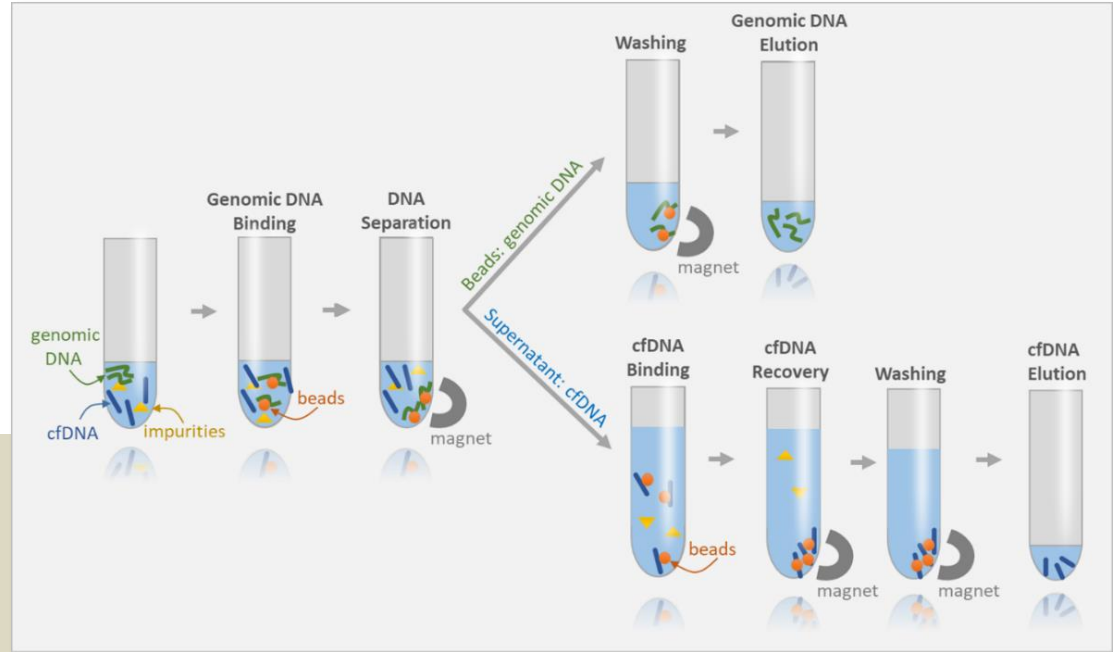 genomic
DNA
cfDNA
impurities
Genomic DNA
Binding
beads
DNA
Separation
magnet
Beads: genomic DNA
Washing
magnet
Genomic DNA
Elution
Supernatant: cfDNA
cfDNA
Binding
beads
cfDNA
Recovery
magnet
Washing
magnet
cfDNA
Elution